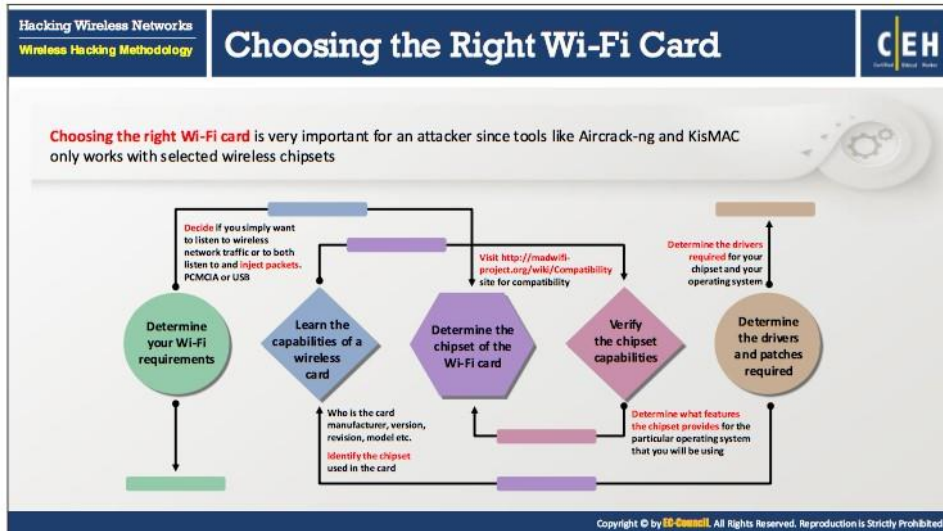 Hacking Wireless Networks
Wireless Hacking Methodology
Choosing the Right Wi-Fi Card
C|EH
Certified Ethical Hacker
Choosing the right Wi-Fi card is very important for an attacker since tools like Aircrack-ng and KisMAC
only works with selected wireless chipsets
Decide if you simply want
to listen to wireless
network traffic or to both
listen to and inject packets.
PCMCIA or USB
Visit http://madwifi-
project.org/wiki/Compatibility
site for compatibility
Determine the drivers
required for your
chipset and your
operating system
Determine
your Wi-Fi
requirements
Learn the
capabilities of a
wireless
card
Determine the
chipset of the
Wi-Fi card
Verify
the chipset
capabilities
Determine
the drivers
and patches
required
Who is the card
manufacturer, version,
revision, model etc.
Identify the chipset
used in the card
Determine what features
the chipset provides for the
particular operating system
that you will be using
Copyright © by EC-Council. All Rights Reserved. Reproduction is Strictly Prohibited